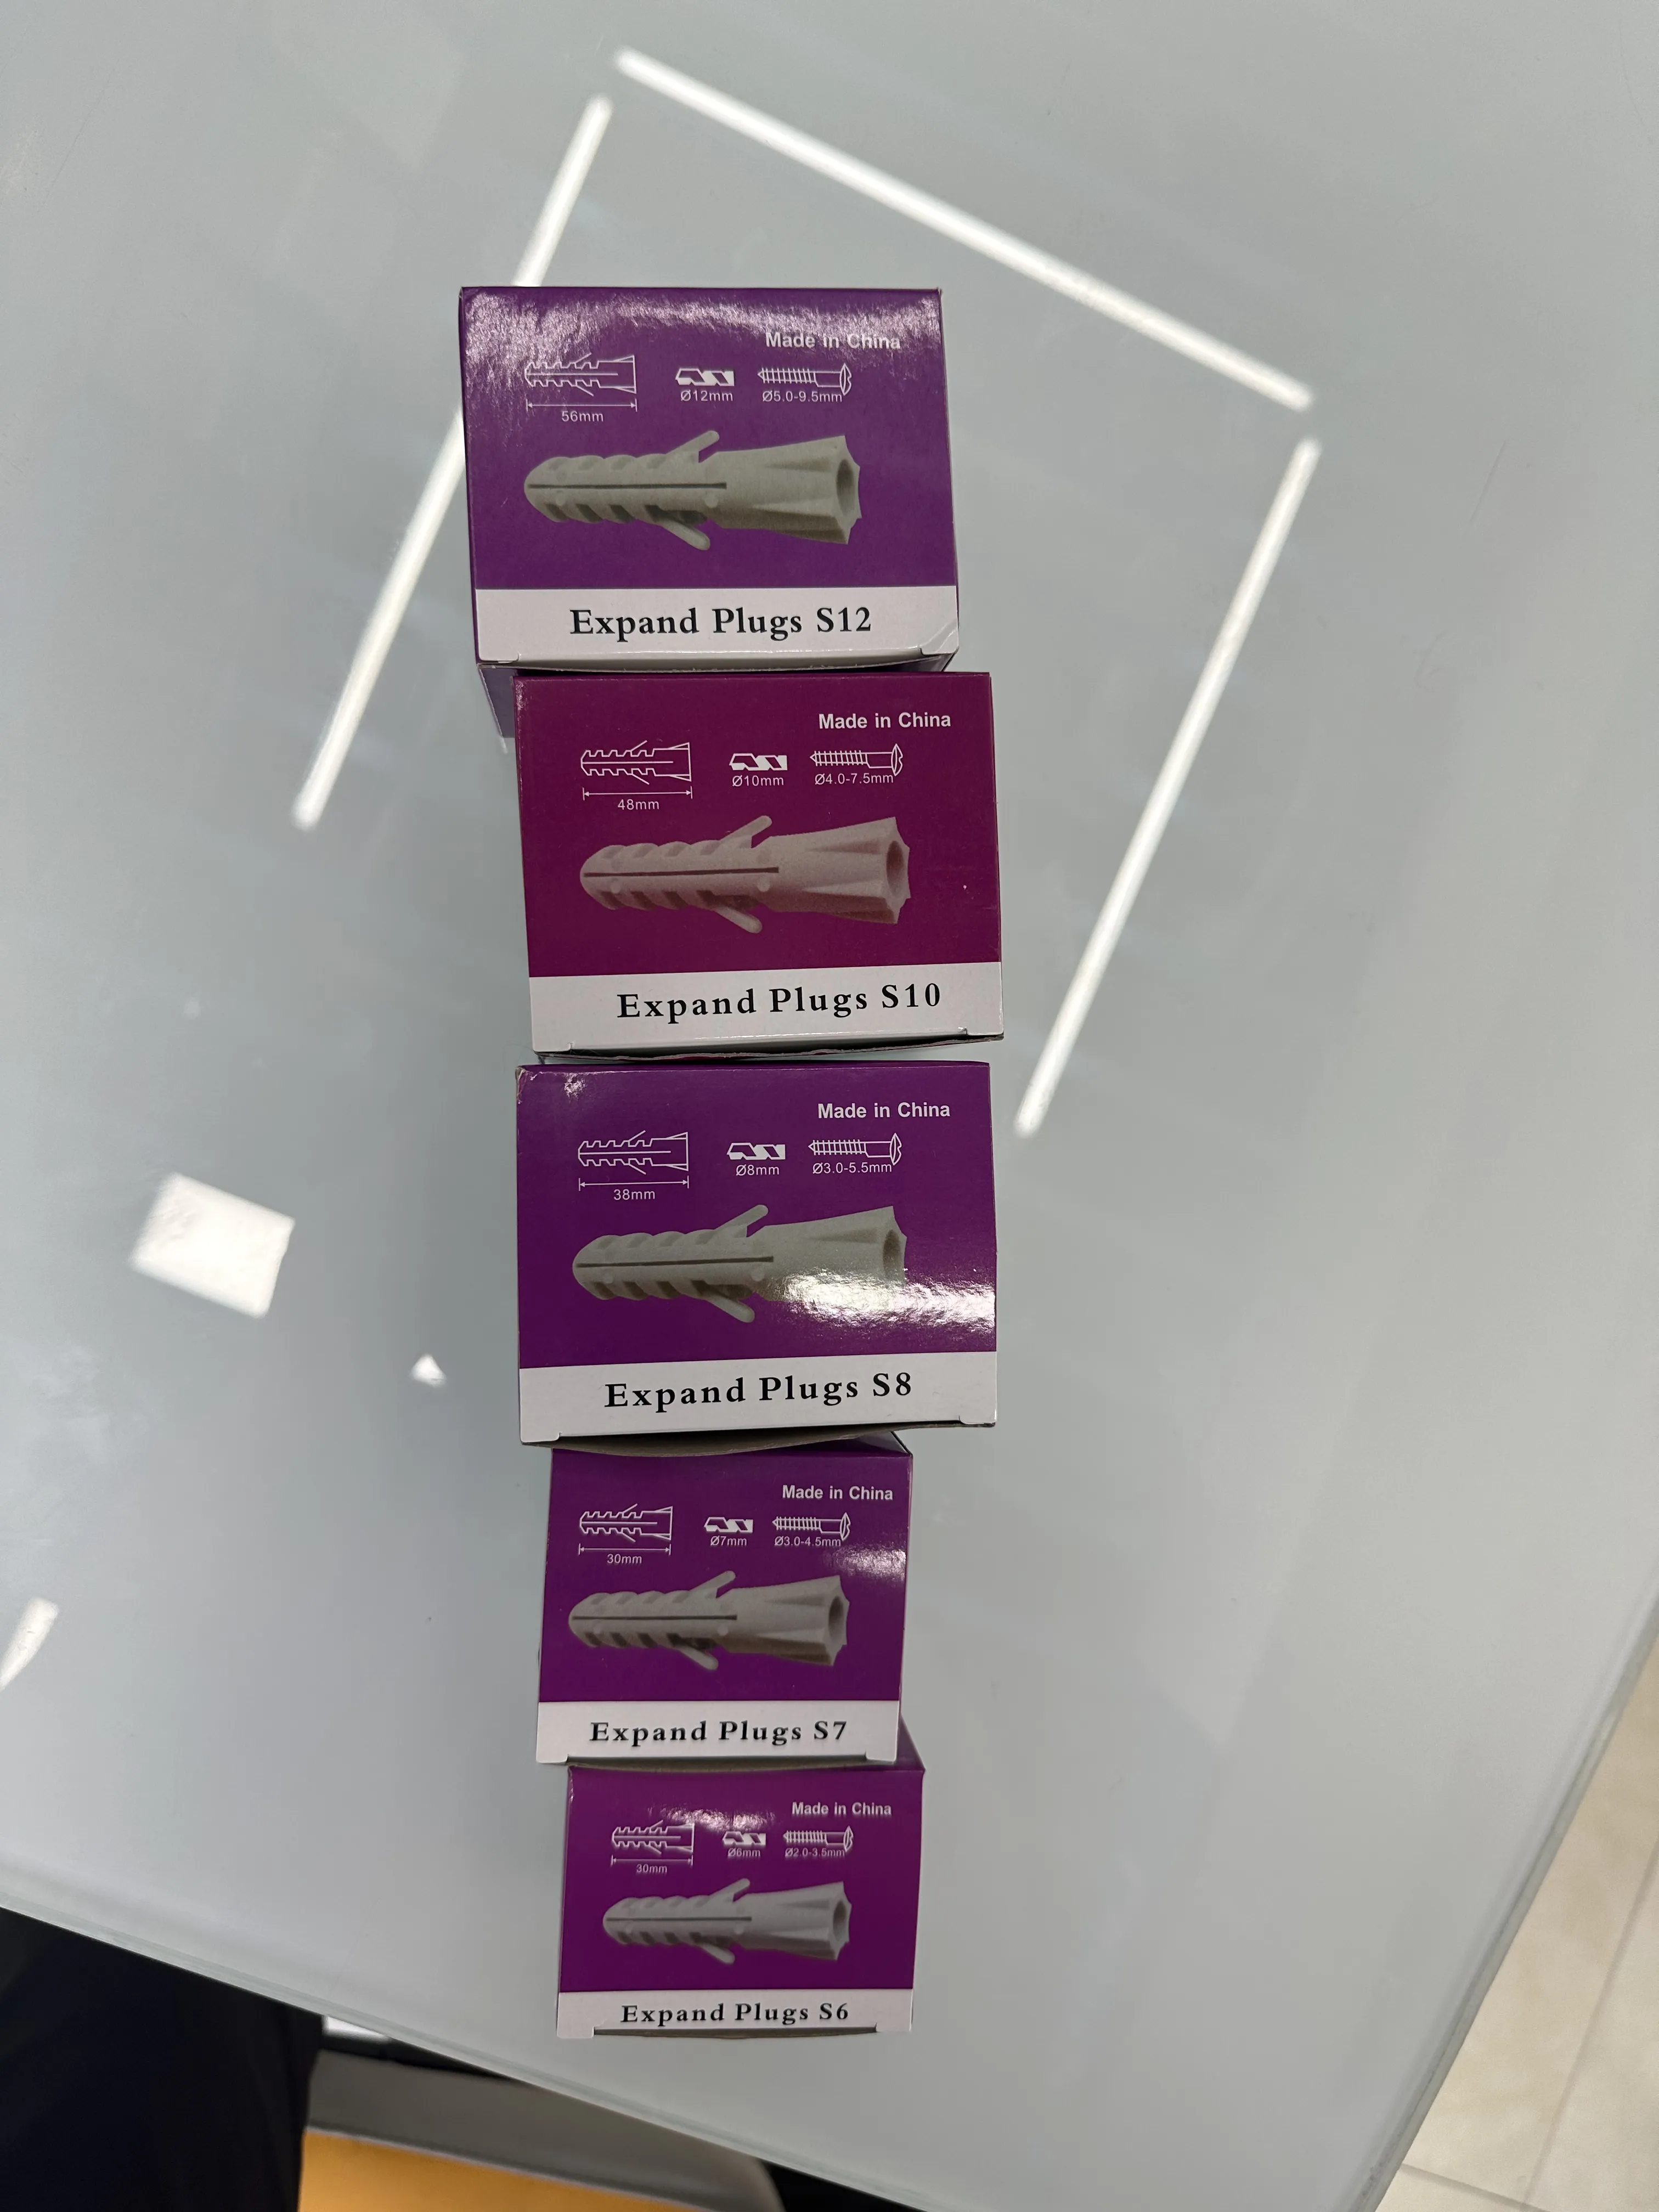 Made in China
Ø12mm Ø5.0-9.5mm
56mm
Expand Plugs S12
Made in China
Ø10mm Ø4.0-7.5mm
48mm
Expand Plugs S10
Made in China
Ø8mm Ø3.0-5.5mm
38mm
Expand Plugs S8
Made in China
Ø7mm Ø3.0-4.5mm
30mm
Expand Plugs S7
Made in China
Ø6mm Ø2.0-3.5mm
30mm
Expand Plugs S6